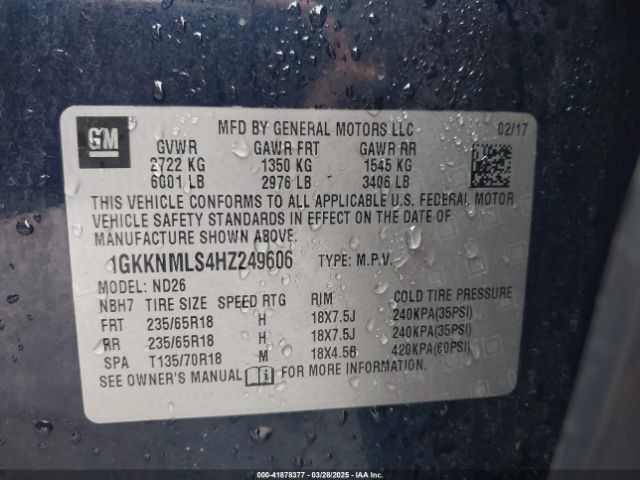 GM
MFD BY GENERAL MOTORS LLC 02/17
GVWR GAWR FRT GAWR RR
2722 KG 1350 KG 1545 KG
6001 LB 2976 LB 3406 LB
THIS VEHICLE CONFORMS TO ALL APPLICABLE U.S. FEDERAL MOTOR
VEHICLE SAFETY STANDARDS IN EFFECT ON THE DATE OF
MANUFACTURE SHOWN ABOVE.
1GKKNMLS4HZ249606 TYPE: M.P.V.
MODEL: ND26
NBH7 TIRE SIZE SPEED RTG RIM COLD TIRE PRESSURE
FRT 235/65R18 H 18X7.5J 240KPA(35PSI)
RR 235/65R18 H 18X7.5J 240KPA(35PSI)
SPA T135/70R18 M 18X4.5B 420KPA(60PSI)
SEE OWNER'S MANUAL FOR MORE INFORMATION.
000-41878377 - 03/28/2025 - IAA Inc.